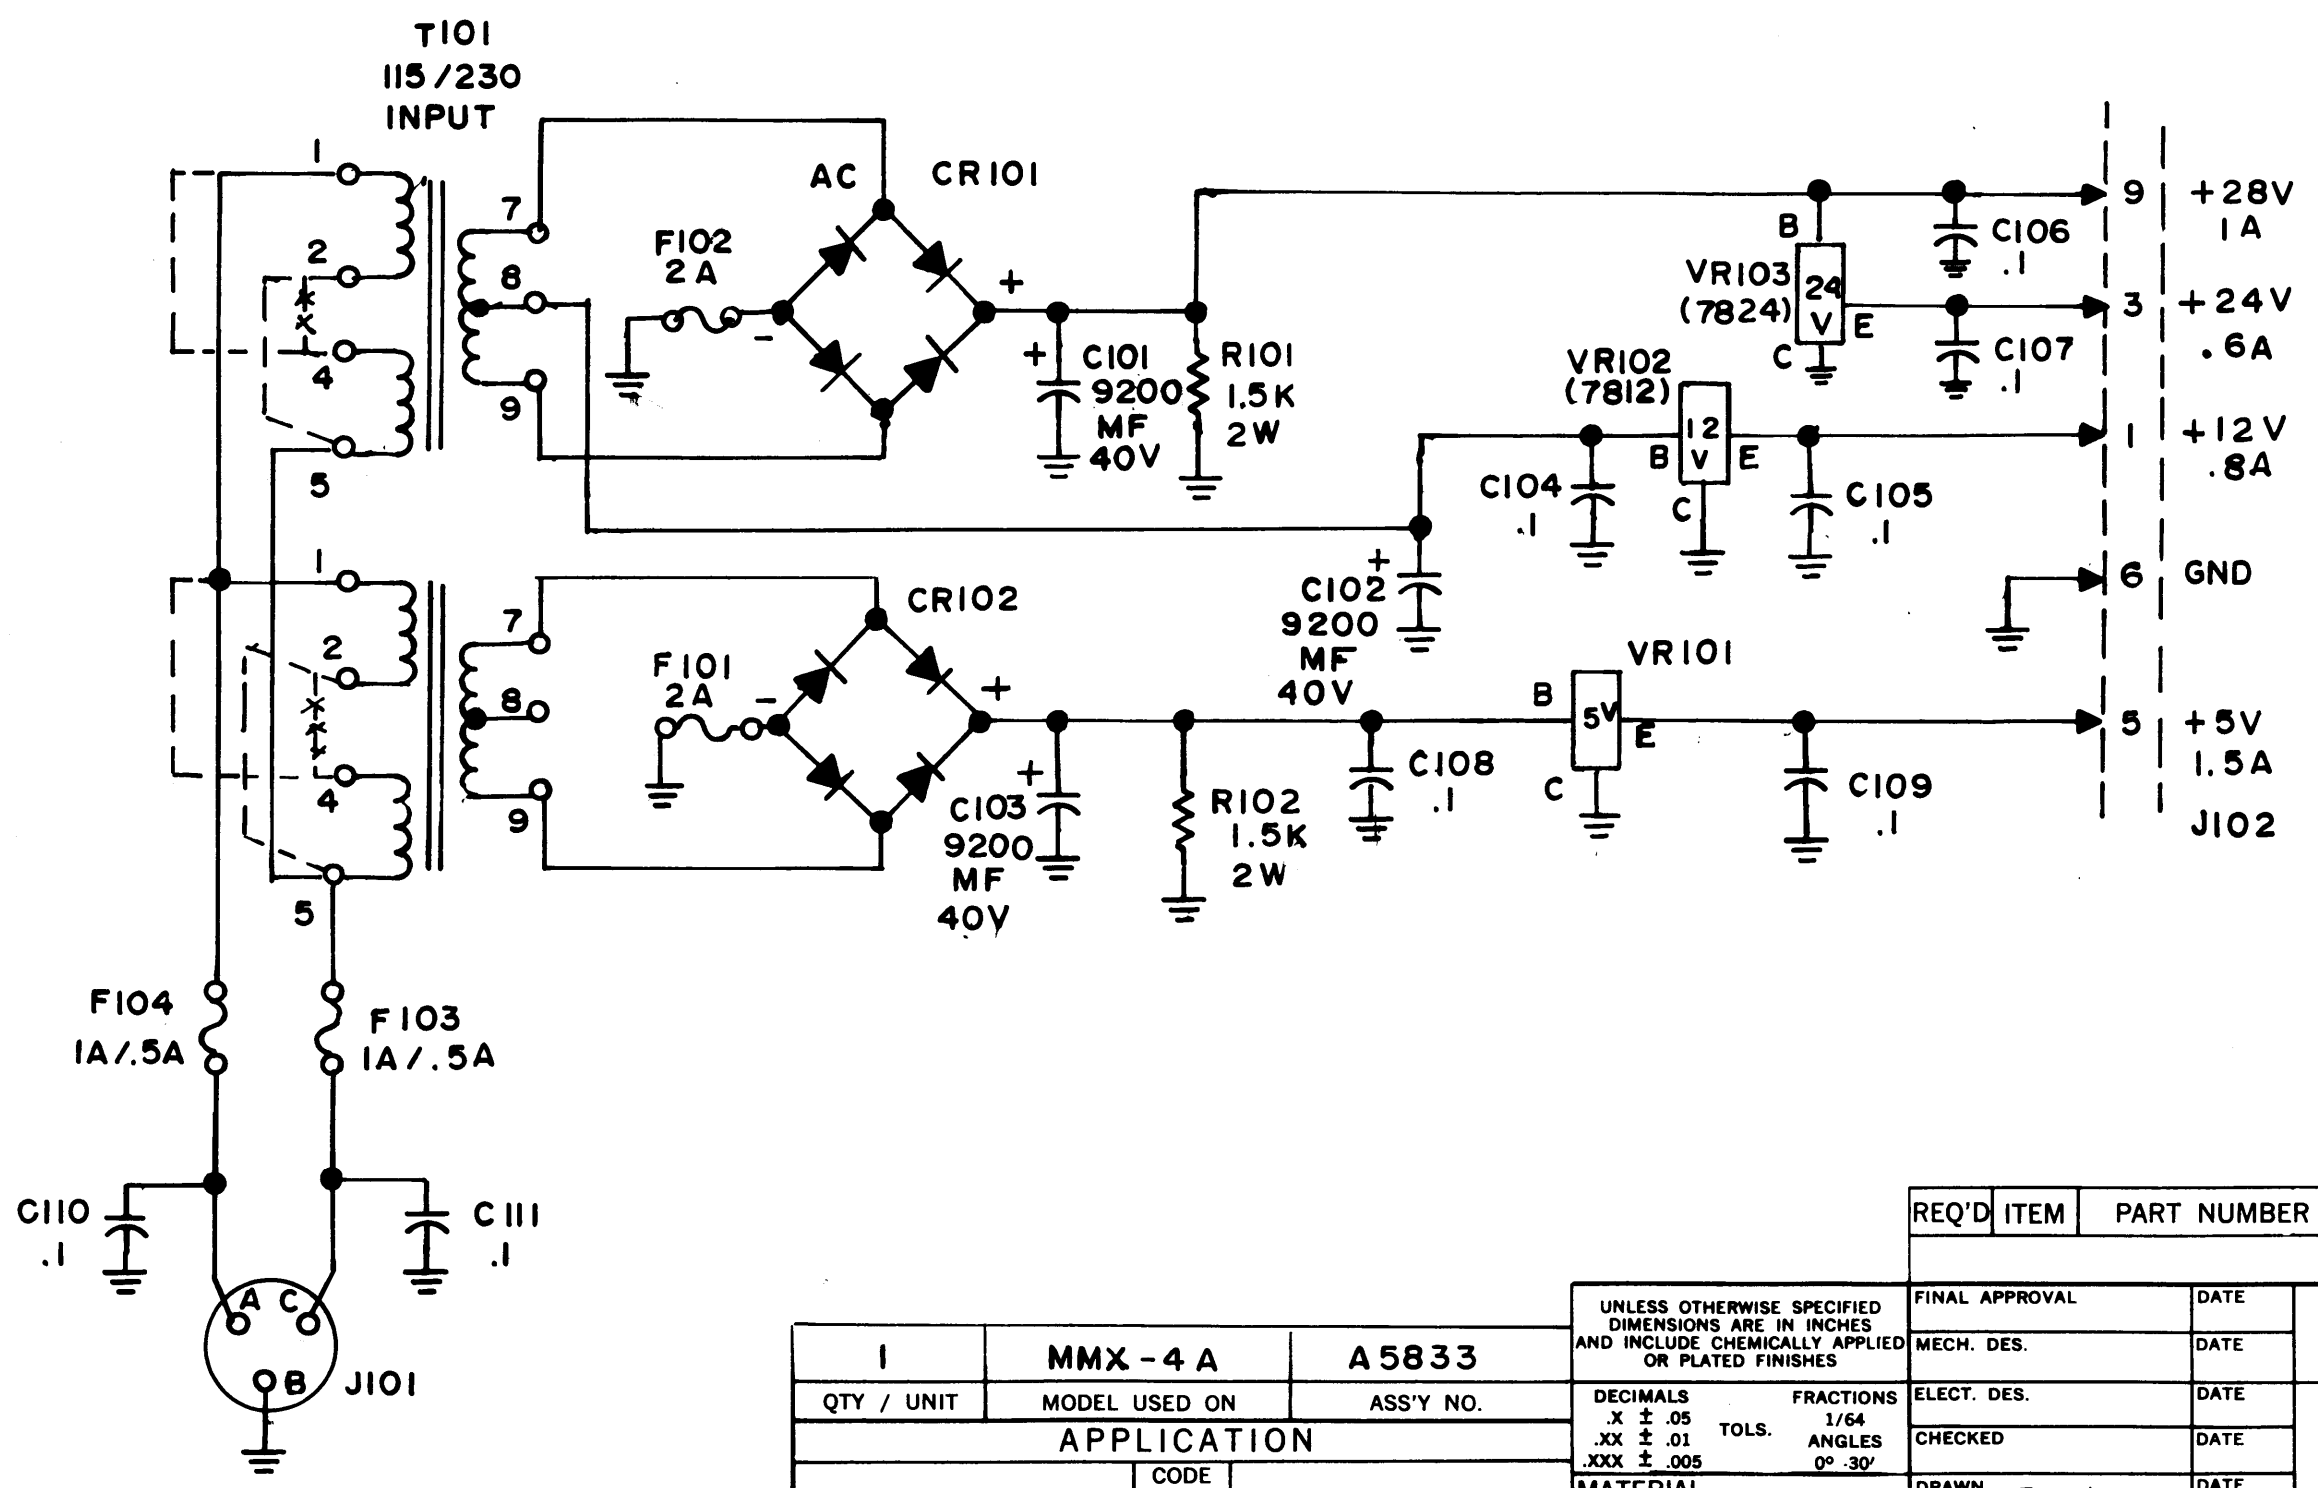 T101
115/230
INPUT
1
2
4
5
7
8
9
AC
CR101
F102
2A
-
+
+
C101
9200
MF
40V
R101
1.5K
2W
B
VR103
(7824)
24
V
E
C
C106
.1
C107
.1
9
+28V
1A
3
+24V
.6A
VR102
(7812)
12
V
B
E
C
C104
.1
C105
.1
1
+12V
.8A
6
GND
1
2
4
5
7
8
9
CR102
F101
2A
-
+
+
C103
9200
MF
40V
R102
1.5K
2W
+
C102
9200
MF
40V
C108
.1
VR101
B
5V
E
C
C109
.1
5
+5V
1.5A
J102
F104
1A/.5A
F103
1A/.5A
C110
.1
C111
.1
A
C
B
J101
REQ'D ITEM PART NUMBER
1 MMX-4A A5833
QTY / UNIT MODEL USED ON ASS'Y NO.
APPLICATION
CODE
UNLESS OTHERWISE SPECIFIED
DIMENSIONS ARE IN INCHES
AND INCLUDE CHEMICALLY APPLIED
OR PLATED FINISHES
DECIMALS FRACTIONS
.X ± .05 1/64
.XX ± .01 TOLS. ANGLES
.XXX ± .005 0° -30'
MATERIAL
FINAL APPROVAL DATE
MECH. DES. DATE
ELECT. DES. DATE
CHECKED DATE
DRAWN DATE